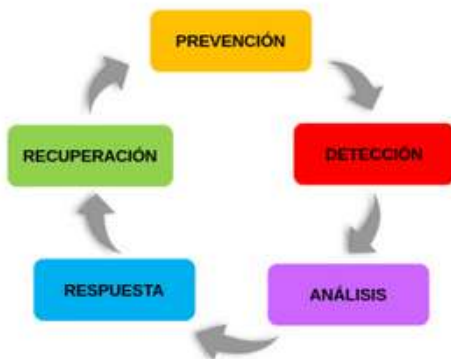 PREVENCIÓN
DETECCIÓN
ANÁLISIS
RESPUESTA
RECUPERACIÓN